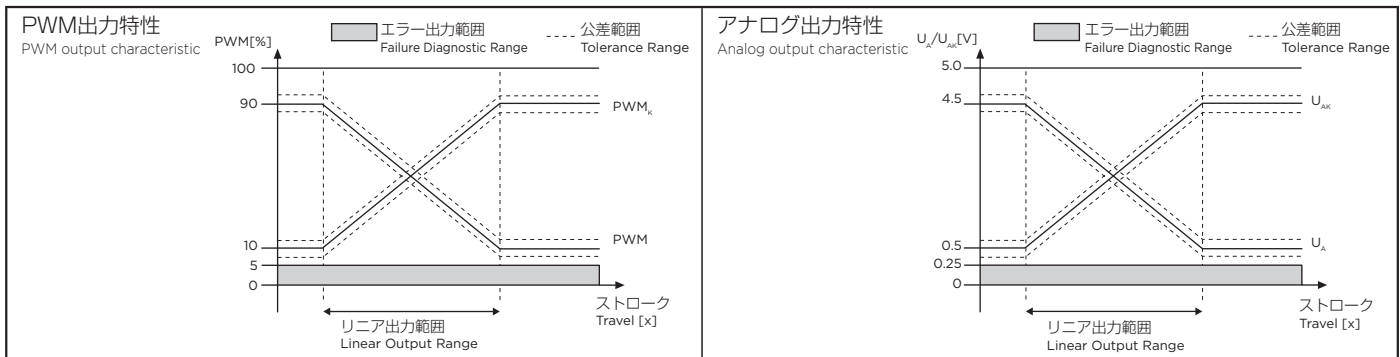 PWM出力特性
PWM output characteristic
PWM[%]
エラー出力範囲
Failure Diagnostic Range
公差範囲
Tolerance Range
100
90
10
5
0
PWMK
PWM
ストローク
Travel [x]
リニア出力範囲
Linear Output Range
アナログ出力特性
Analog output characteristic
UA/UAK[V]
エラー出力範囲
Failure Diagnostic Range
公差範囲
Tolerance Range
5.0
4.5
0.5
0.25
0
UAK
UA
ストローク
Travel [x]
リニア出力範囲
Linear Output Range